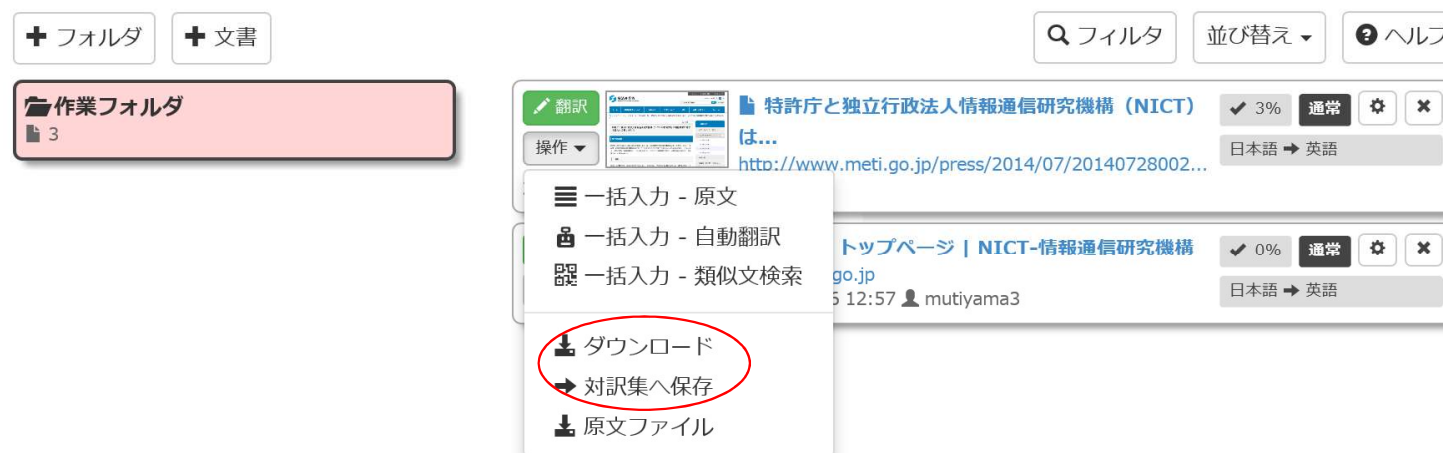 フォルダ
文書
フィルタ
並び替え
ヘルプ
作業フォルダ
3
翻訳
特許庁と独立行政法人情報通信研究機構（NICT）
は...
http://www.meti.go.jp/press/2014/07/20140728002...
3%
通常
日本語 → 英語
操作
一括入力 - 原文
一括入力 - 自動翻訳
一括入力 - 類似文検索
ダウンロード
対訳集へ保存
原文ファイル
トップページ | NICT-情報通信研究機構
go.jp
12:57 mutiyama3
0%
通常
日本語 → 英語